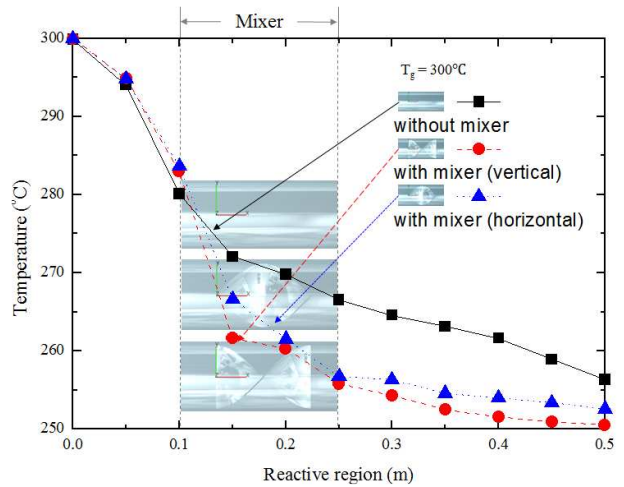 Mixer
T_g = 300℃
without mixer
with mixer (vertical)
with mixer (horizontal)
Temperature (°C)
300
290
280
270
260
250
0.0 0.1 0.2 0.3 0.4 0.5
Reactive region (m)